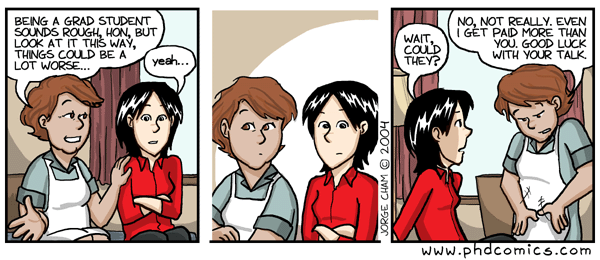 BEING A GRAD STUDENT
SOUNDS ROUGH, HON, BUT
LOOK AT IT THIS WAY,
THINGS COULD BE A
LOT WORSE...
yeah...
JORGE CHAM © 2004
WAIT,
COULD
THEY?
NO, NOT REALLY. EVEN
I GET PAID MORE THAN
YOU. GOOD LUCK
WITH YOUR TALK.
www.phdcomics.com